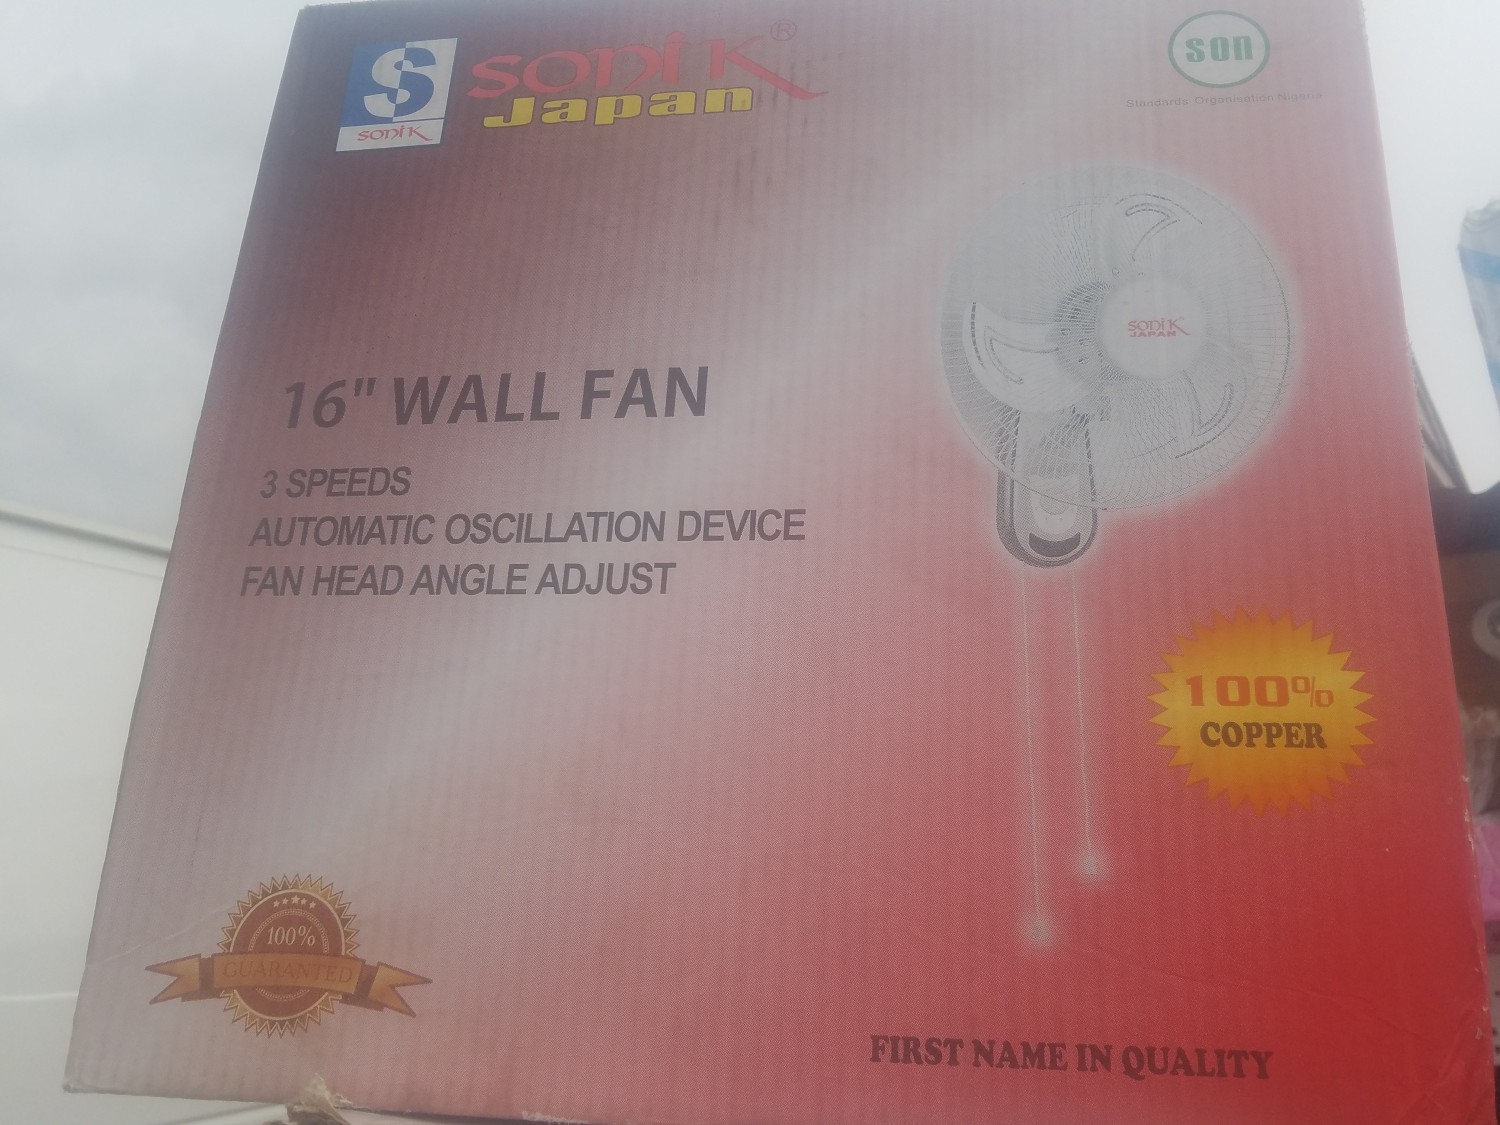 S
SONIK
SONIK®
Japan
SON
Standards Organisation Nigeria
SONIK
JAPAN
16" WALL FAN
3 SPEEDS
AUTOMATIC OSCILLATION DEVICE
FAN HEAD ANGLE ADJUST
100%
COPPER
100%
GUARANTED
FIRST NAME IN QUALITY